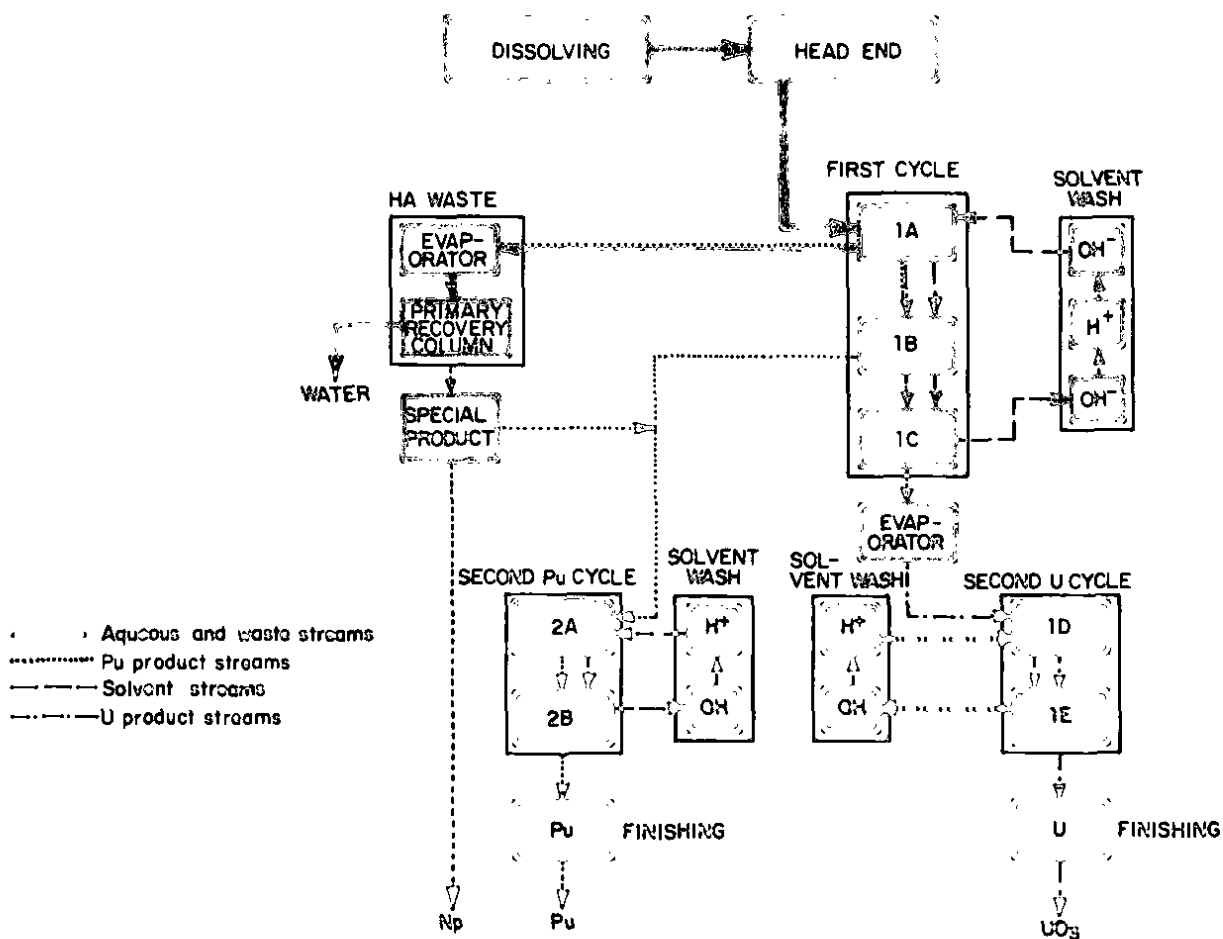 DISSOLVING
HEAD END
FIRST CYCLE
SOLVENT
WASH
HA WASTE
EVAP-
ORATOR
1A
OH⁻
PRIMARY
RECOVERY
COLUMN
1B
H⁺
WATER
OH⁻
SPECIAL
PRODUCT
1C
EVAP-
ORATOR
SECOND Pu CYCLE
SOLVENT
WASH
SOL-
VENT WASH
SECOND U CYCLE
2A
H⁺
H⁺
1D
Aqueous and waste streams
Pu product streams
Solvent streams
U product streams
2B
OH
OH
1E
Pu
FINISHING
U
FINISHING
Np
Pu
UO₃